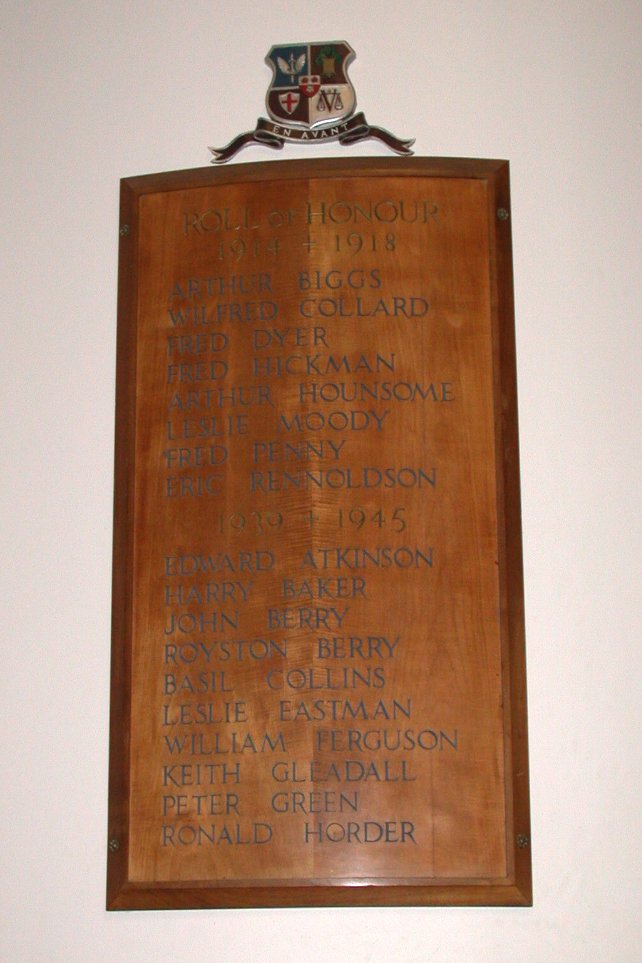 EN AVANT
ROLL OF HONOUR
1914 + 1918
ARTHUR BIGGS
WILFRED COLLARD
FRED DYER
FRED HICKMAN
ARTHUR HOUNSOME
LESLIE MOODY
FRED PENNY
ERIC RENNOLDSON
1939 + 1945
EDWARD ATKINSON
HARRY BAKER
JOHN BERRY
ROYSTON BERRY
BASIL COLLINS
LESLIE EASTMAN
WILLIAM FERGUSON
KEITH GLEADALL
PETER GREEN
RONALD HORDER